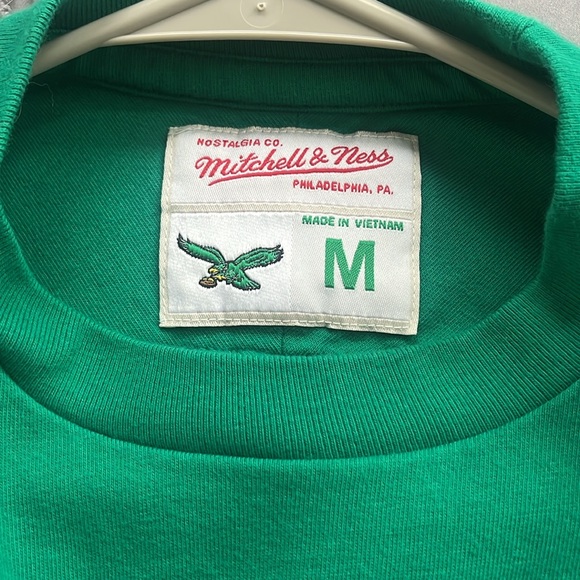 NOSTALGIA CO.
Mitchell & Ness
PHILADELPHIA, PA.
MADE IN VIETNAM
M